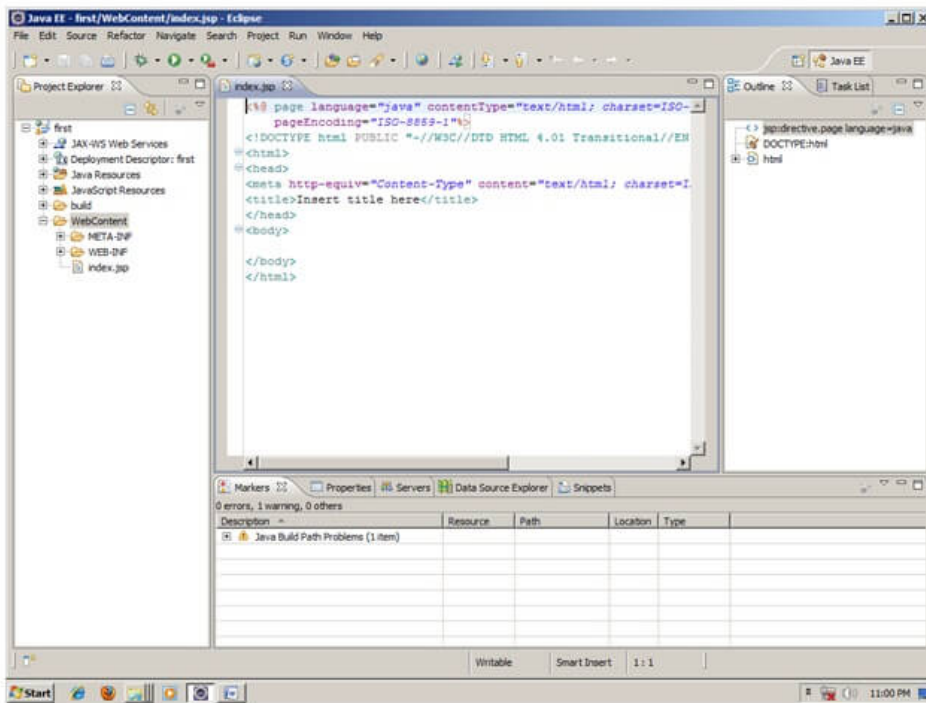 Java EE - first/WebContent/index.jsp - Eclipse
File Edit Source Refactor Navigate Search Project Run Window Help
Java EE
Project Explorer
first
JAX-WS Web Services
Deployment Descriptor: first
Java Resources
JavaScript Resources
build
WebContent
META-INF
WEB-INF
index.jsp
index.jsp
<%@ page language="java" contentType="text/html; charset=ISO-
pageEncoding="ISO-8859-1"%>
<!DOCTYPE html PUBLIC "-//W3C//DTD HTML 4.01 Transitional//EN
<html>
<head>
<meta http-equiv="Content-Type" content="text/html; charset=I
<title>Insert title here</title>
</head>
<body>
</body>
</html>
Outline Task List
jsp:directive.page language=java
DOCTYPE:html
html
Markers Properties Servers Data Source Explorer Snippets
0 errors, 1 warning, 0 others
Description Resource Path Location Type
Java Build Path Problems (1 item)
Writable Smart Insert 1 : 1
Start 11:00 PM